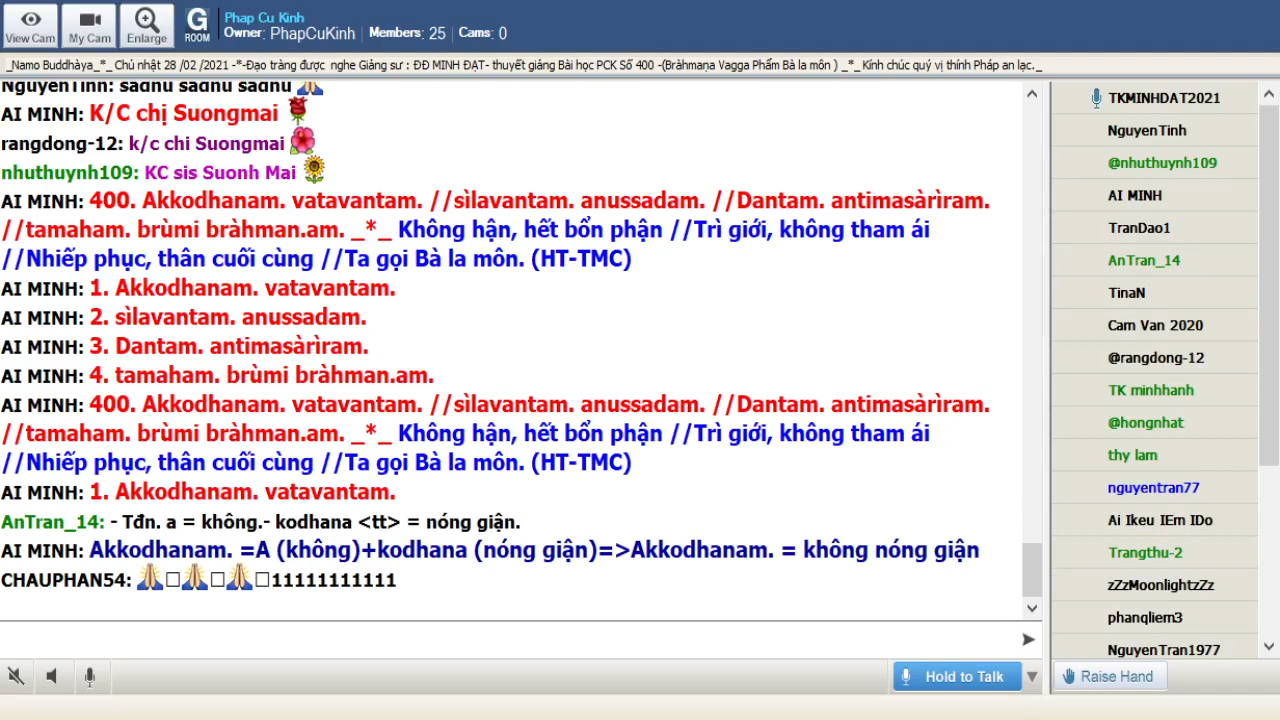 View Cam
My Cam
Enlarge
G
ROOM
Phap Cu Kinh
Owner: PhapCuKinh
Members: 25
Cams: 0
_Namo Buddhàya_*_ Chủ nhật 28 /02 /2021 -*-Đạo tràng được nghe Giảng sư : ĐĐ MINH ĐẠT- thuyết giảng Bài học PCK Số 400 -(Bràhmaṇa Vagga Phẩm Bà la môn ) _*_Kính chúc quý vị thính Pháp an lạc._
NguyenTinh: sadhu sadhu sadhu
AI MINH: K/C chị Suongmai
rangdong-12: k/c chi Suongmai
nhuthuynh109: KC sis Suonh Mai
AI MINH: 400. Akkodhanam. vatavantam. //sìlavantam. anussadam. //Dantam. antimasàrìram.
//tamaham. brùmi bràhman.am. _*_ Không hận, hết bổn phận //Trì giới, không tham ái
//Nhiếp phục, thân cuối cùng //Ta gọi Bà la môn. (HT-TMC)
AI MINH: 1. Akkodhanam. vatavantam.
AI MINH: 2. sìlavantam. anussadam.
AI MINH: 3. Dantam. antimasàrìram.
AI MINH: 4. tamaham. brùmi bràhman.am.
AI MINH: 400. Akkodhanam. vatavantam. //sìlavantam. anussadam. //Dantam. antimasàrìram.
//tamaham. brùmi bràhman.am. _*_ Không hận, hết bổn phận //Trì giới, không tham ái
//Nhiếp phục, thân cuối cùng //Ta gọi Bà la môn. (HT-TMC)
AI MINH: 1. Akkodhanam. vatavantam.
AnTran_14: - Tđn. a = không.- kodhana <tt> = nóng giận.
AI MINH: Akkodhanam. =A (không)+kodhana (nóng giận)=>Akkodhanam. = không nóng giận
CHAUPHAN54: 🙏□🙏□🙏□11111111111
Hold to Talk
TKMINHDAT2021
NguyenTinh
@nhuthuynh109
AI MINH
TranDao1
AnTran_14
TinaN
Cam Van 2020
@rangdong-12
TK minhhanh
@hongnhat
thy lam
nguyentran77
Ai Ikeu IEm IDo
Trangthu-2
zZzMoonlightzZz
phanqliem3
NguyenTran1977
Raise Hand